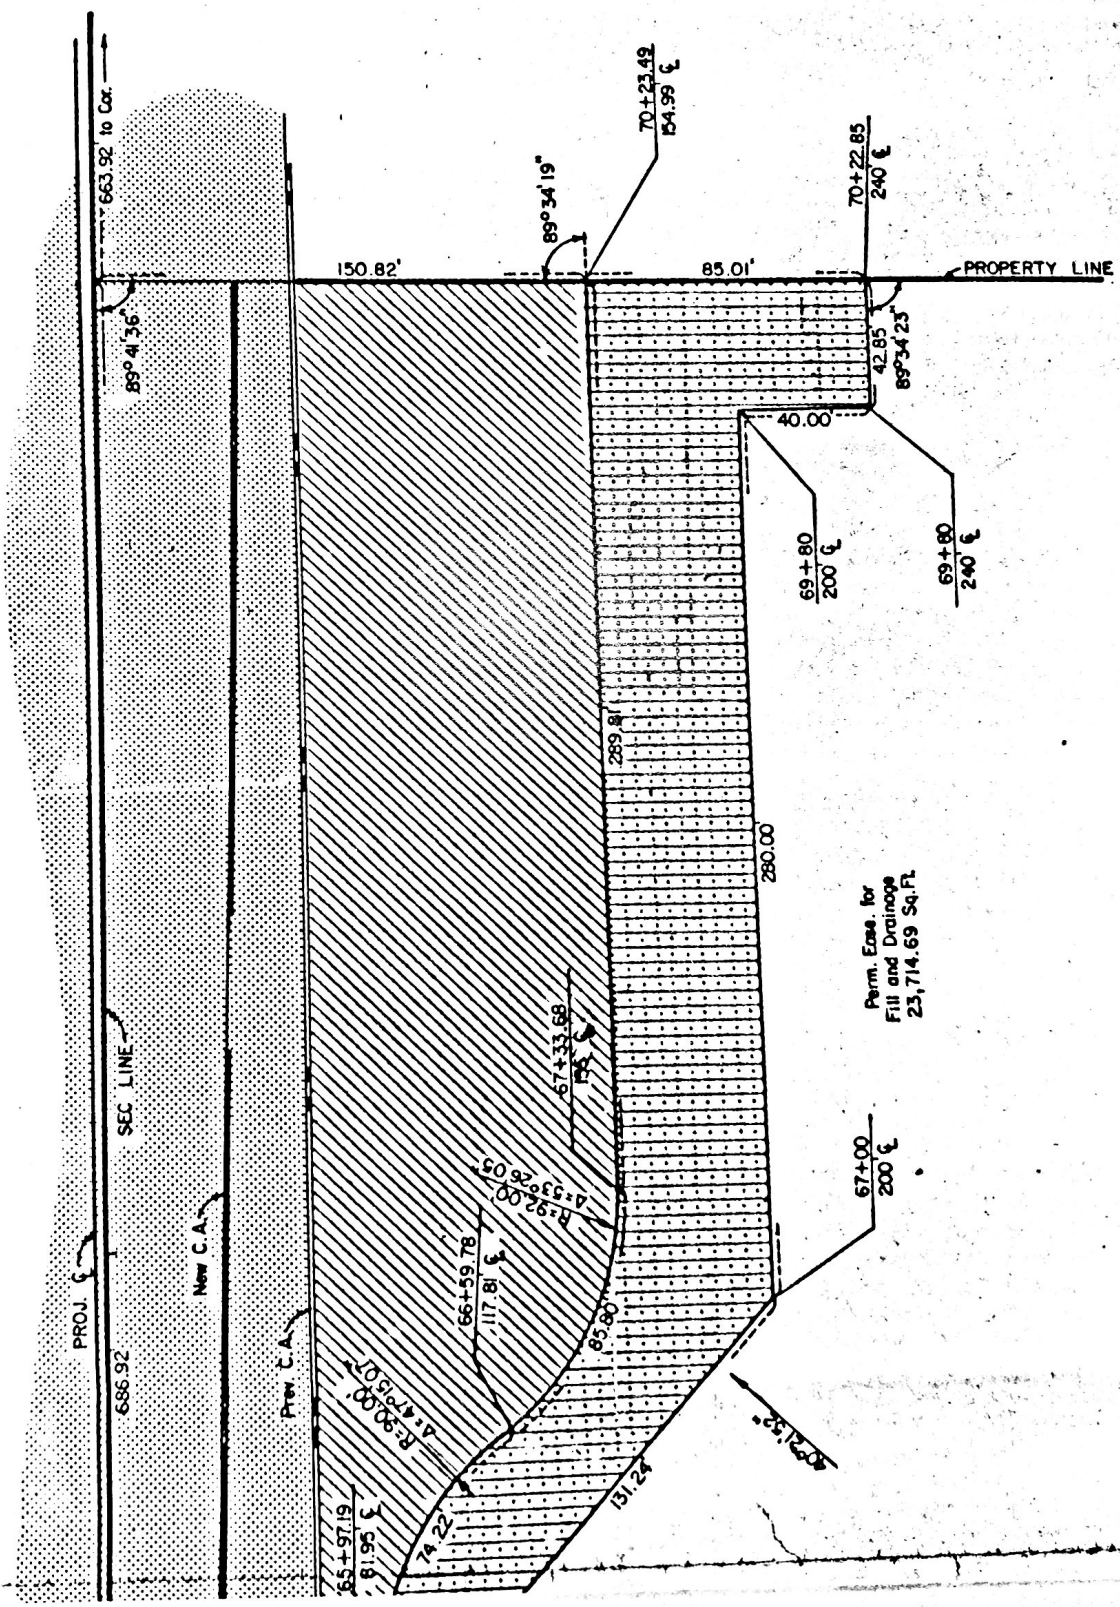 663.92' to Cor.
70+23.49
154.99' ℄
89°34'19"
70+22.85
240' ℄
150.82'
85.01'
PROPERTY LINE
89°41'36"
42.85'
89°34'23"
40.00'
69+80
200' ℄
69+80
240' ℄
289.81'
280.00'
Perm. Ease. for
Fill and Drainage
23,714.69 Sq.Ft.
SEC LINE
67+33.68
℄
R=92.00'
Δ=53°26'05"
67+00
200' ℄
PROJ. ℄
New C.A.
Prev. C.A.
66+59.78
117.81' ℄
85.80'
686.92
R=90.00'
Δ=47°15'07"
40°21'52"
131.24'
74.22'
65+97.19
81.95' ℄